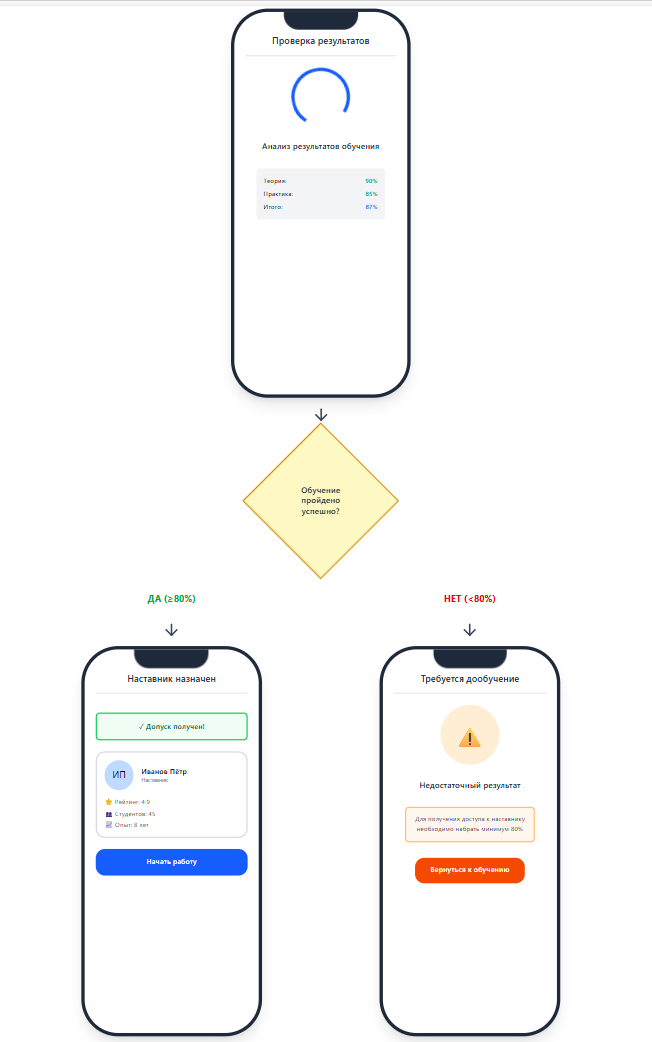 Проверка результатов
Анализ результатов обучения
Теория: 90%
Практика: 85%
Итого: 87%
Обучение
пройдено
успешно?
ДА (≥80%)
НЕТ (<80%)
Наставник назначен
✓ Допуск получен!
ИП
Иванов Пётр
Наставник
Рейтинг: 4.9
Студентов: 45
Опыт: 8 лет
Начать работу
Требуется дообучение
Недостаточный результат
Для получения доступа к наставнику
необходимо набрать минимум 80%
Вернуться к обучению